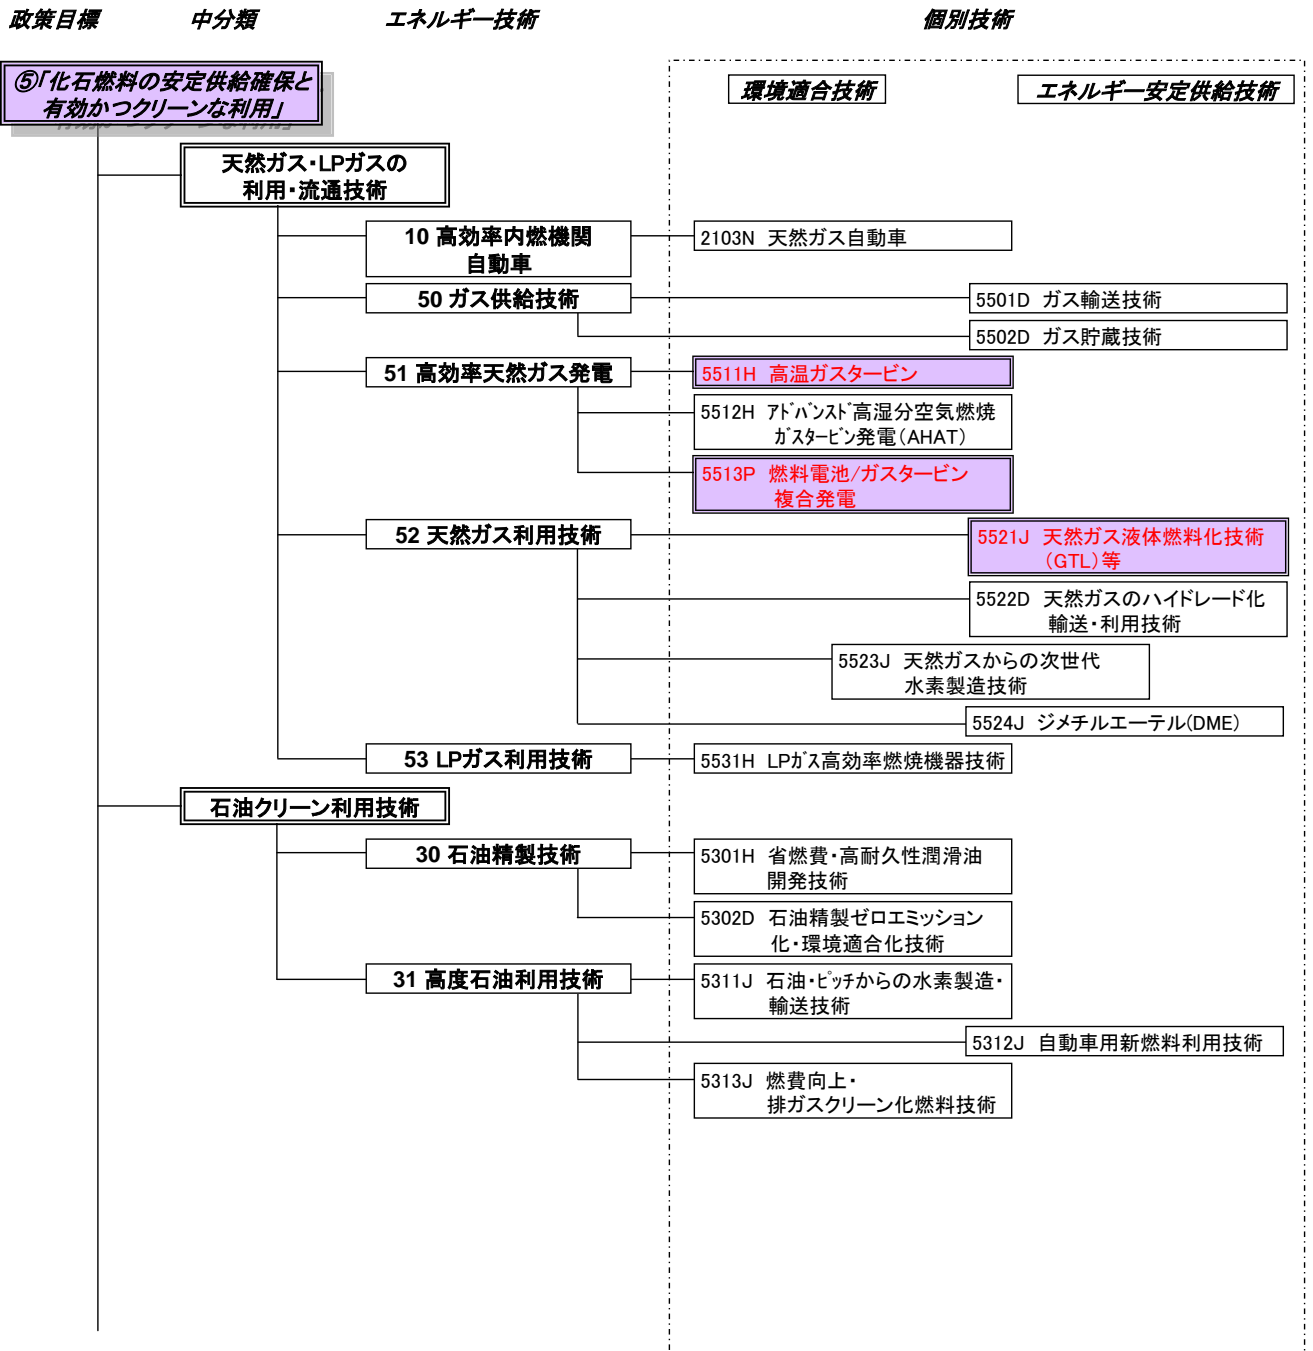 政策目標 中分類 エネルギー技術 個別技術
⑤「化石燃料の安定供給確保と
有効かつクリーンな利用」
環境適合技術 エネルギー安定供給技術
天然ガス・LPガスの
利用・流通技術
10 高効率内燃機関
自動車
2103N 天然ガス自動車
50 ガス供給技術
5501D ガス輸送技術
5502D ガス貯蔵技術
51 高効率天然ガス発電
5511H 高温ガスタービン
5512H アドバンスド高湿分空気燃焼
ガスタービン発電(AHAT)
5513P 燃料電池/ガスタービン
複合発電
52 天然ガス利用技術
5521J 天然ガス液体燃料化技術
(GTL)等
5522D 天然ガスのハイドレード化
輸送・利用技術
5523J 天然ガスからの次世代
水素製造技術
5524J ジメチルエーテル(DME)
53 LPガス利用技術
5531H LPガス高効率燃焼機器技術
石油クリーン利用技術
30 石油精製技術
5301H 省燃費・高耐久性潤滑油
開発技術
5302D 石油精製ゼロエミッション
化・環境適合化技術
31 高度石油利用技術
5311J 石油・ピッチからの水素製造・
輸送技術
5312J 自動車用新燃料利用技術
5313J 燃費向上・
排ガスクリーン化燃料技術